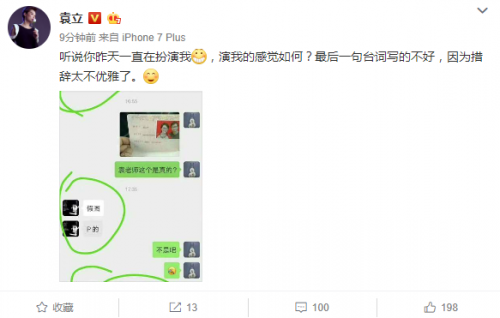 袁立
9分钟前 来自 iPhone 7 Plus
听说你昨天一直在扮演我，演我的感觉如何？最后一句台词写的不好，因为措
辞太不优雅了。
袁老师这个是真的？
P的
不是吧
收藏
13
100
198